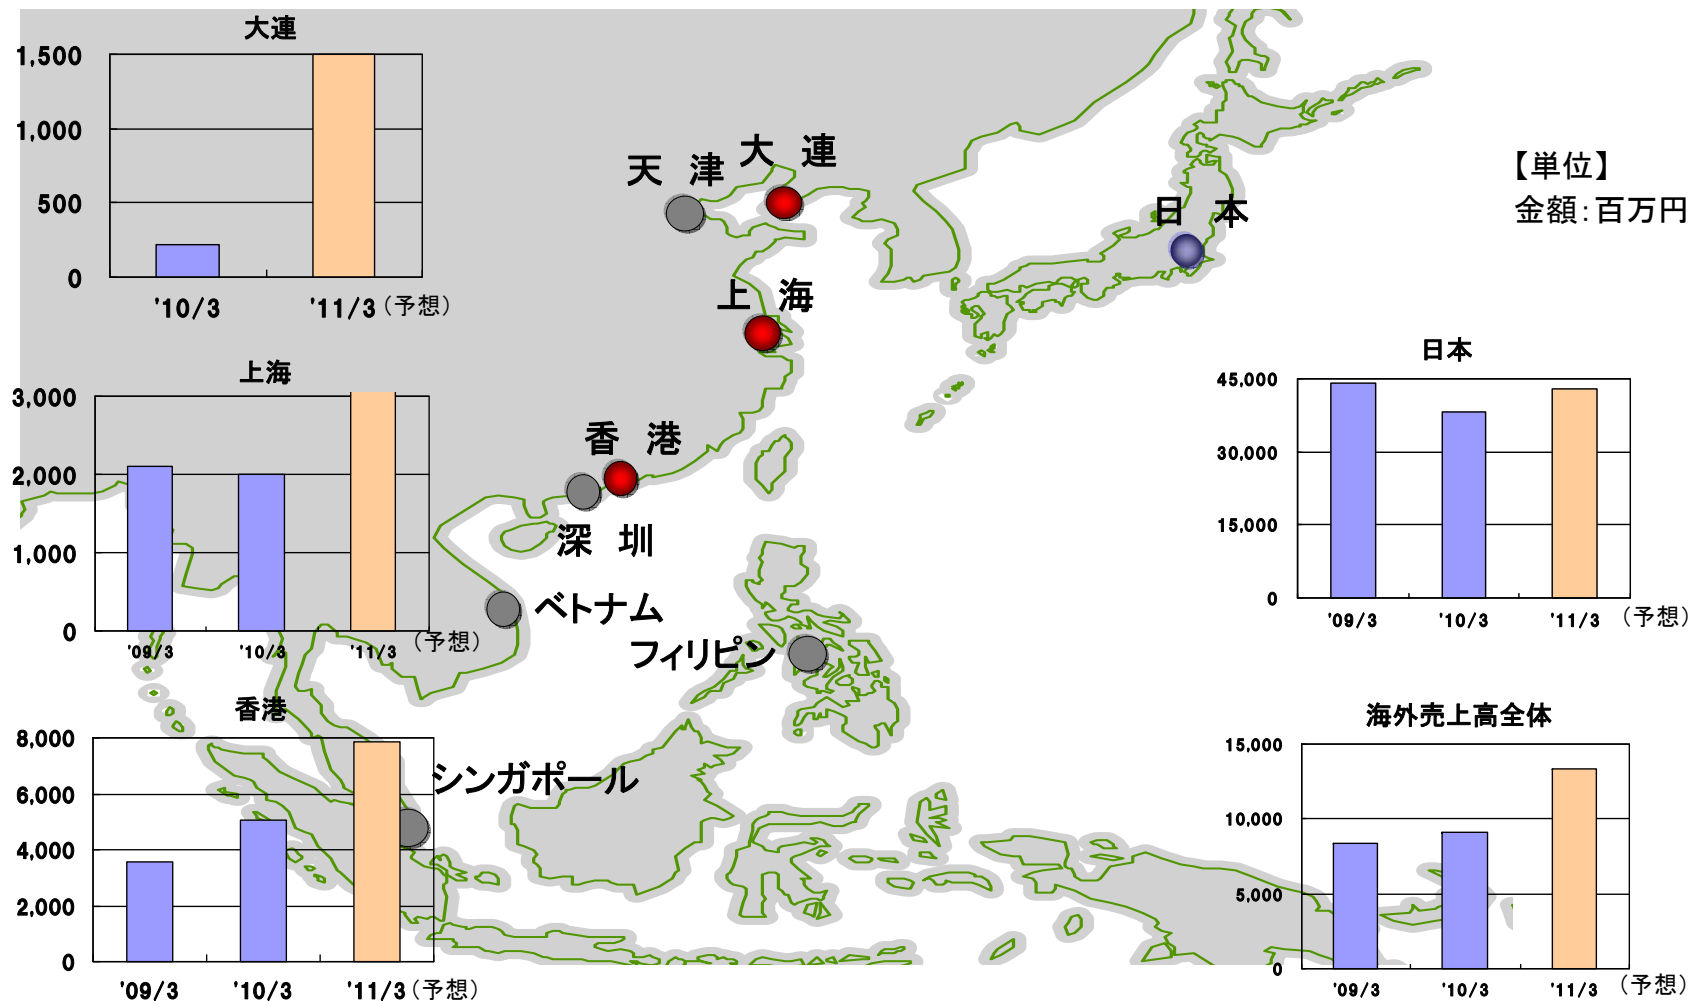 大連
1,500
1,000
500
0
'10/3
'11/3(予想)
上海
3,000
2,000
1,000
0
'09/3
'10/3
'11/3
(予想)
香港
8,000
6,000
4,000
2,000
0
'09/3
'10/3
'11/3(予想)
天 津
大 連
上 海
香 港
深 圳
ベトナム
フィリピン
シンガポール
日 本
【単位】
金額:百万円
日本
45,000
30,000
15,000
0
'09/3
'10/3
'11/3
(予想)
海外売上高全体
15,000
10,000
5,000
0
'09/3
'10/3
'11/3
(予想)